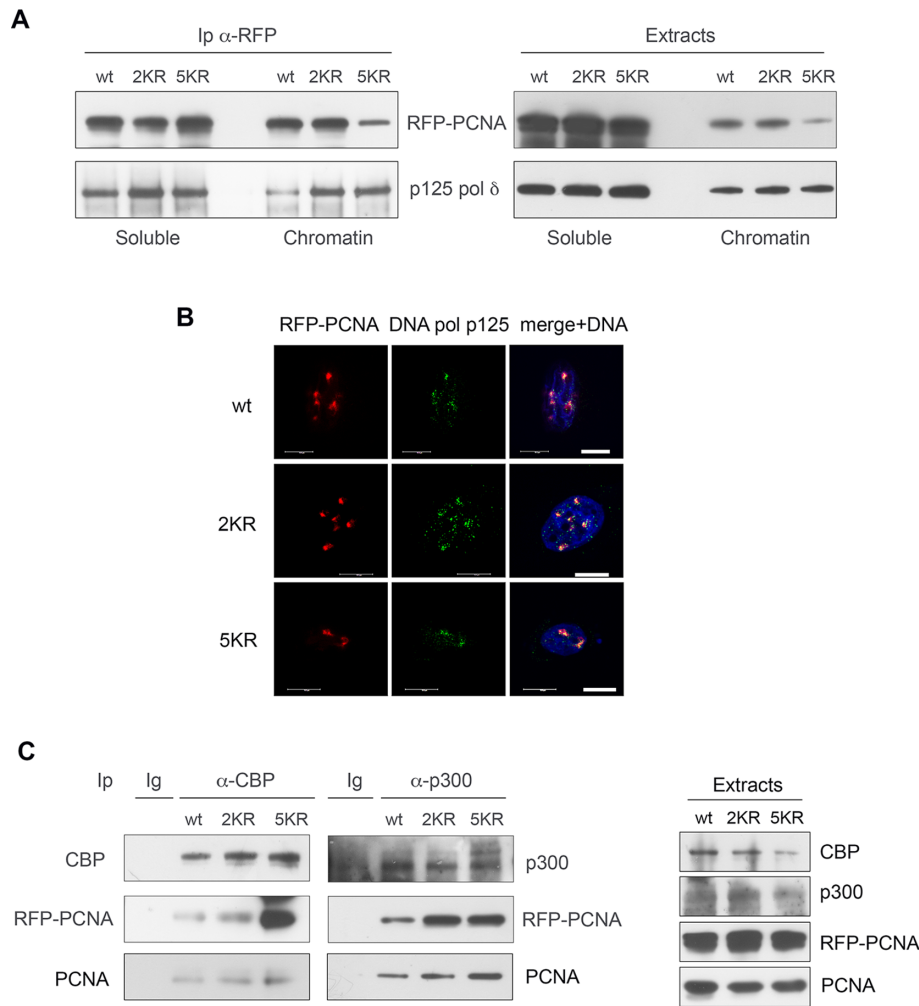 A
Ip α-RFP
Extracts
wt 2KR 5KR wt 2KR 5KR
wt 2KR 5KR wt 2KR 5KR
RFP-PCNA
p125 pol δ
Soluble Chromatin
Soluble Chromatin
B
RFP-PCNA DNA pol p125 merge+DNA
wt
2KR
5KR
C
Ip Ig α-CBP Ig α-p300
Extracts
wt 2KR 5KR wt 2KR 5KR
wt 2KR 5KR
CBP p300 CBP
p300
RFP-PCNA RFP-PCNA RFP-PCNA
PCNA PCNA PCNA